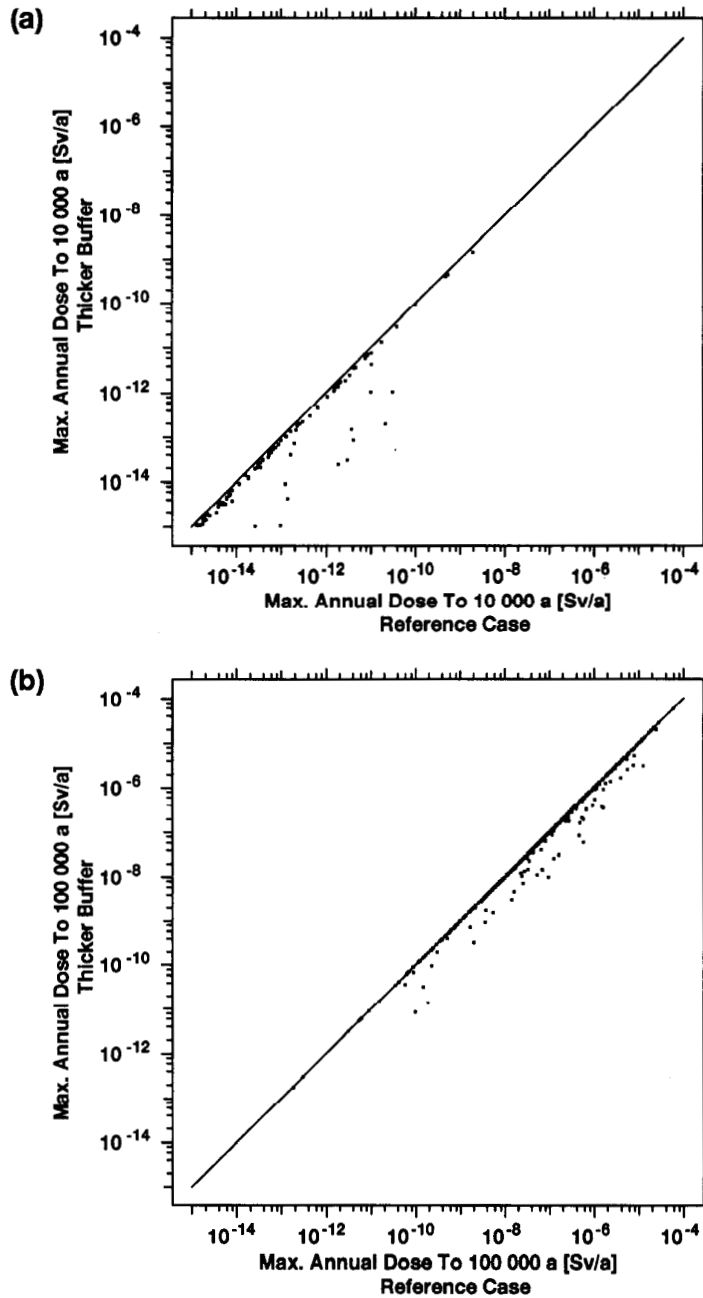 (a)
10⁻⁴
10⁻⁶
10⁻⁸
10⁻¹⁰
10⁻¹²
10⁻¹⁴
Max. Annual Dose To 10 000 a [Sv/a]
Thicker Buffer
10⁻¹⁴ 10⁻¹² 10⁻¹⁰ 10⁻⁸ 10⁻⁶ 10⁻⁴
Max. Annual Dose To 10 000 a [Sv/a]
Reference Case
(b)
10⁻⁴
10⁻⁶
10⁻⁸
10⁻¹⁰
10⁻¹²
10⁻¹⁴
Max. Annual Dose To 100 000 a [Sv/a]
Thicker Buffer
10⁻¹⁴ 10⁻¹² 10⁻¹⁰ 10⁻⁸ 10⁻⁶ 10⁻⁴
Max. Annual Dose To 100 000 a [Sv/a]
Reference Case